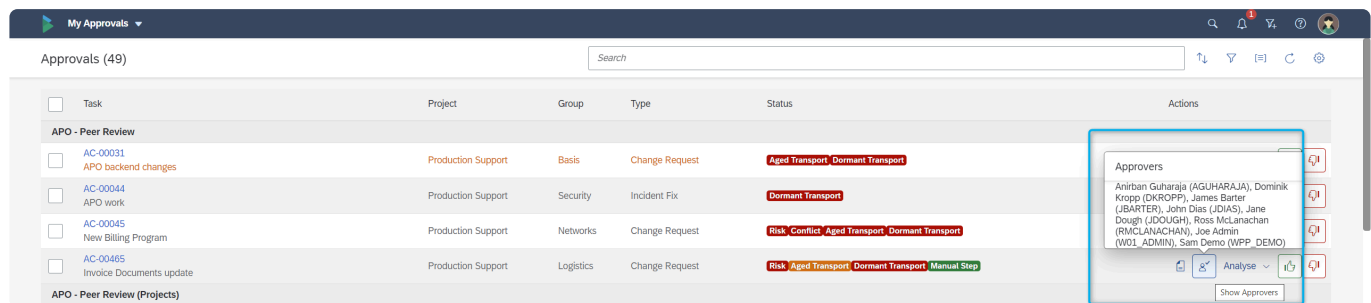 My Approvals
1
Approvals (49)
Search
Task Project Group Type Status Actions
APO - Peer Review
AC-00031
APO backend changes
Production Support Basis Change Request Aged Transport Dormant Transport
AC-00044
APO work
Production Support Security Incident Fix Dormant Transport
AC-00045
New Billing Program
Production Support Networks Change Request Risk Conflict Aged Transport Dormant Transport
AC-00465
Invoice Documents update
Production Support Logistics Change Request Risk Aged Transport Dormant Transport Manual Step
Approvers
Anirban Guharaja (AGUHARAJA), Dominik
Kropp (DKROPP), James Barter
(JBARTER), John Dias (JDIAS), Jane
Dough (JDOUGH), Ross McLanachan
(RMCLANACHAN), Joe Admin
(W01_ADMIN), Sam Demo (WPP_DEMO)
Analyse
Show Approvers
APO - Peer Review (Projects)